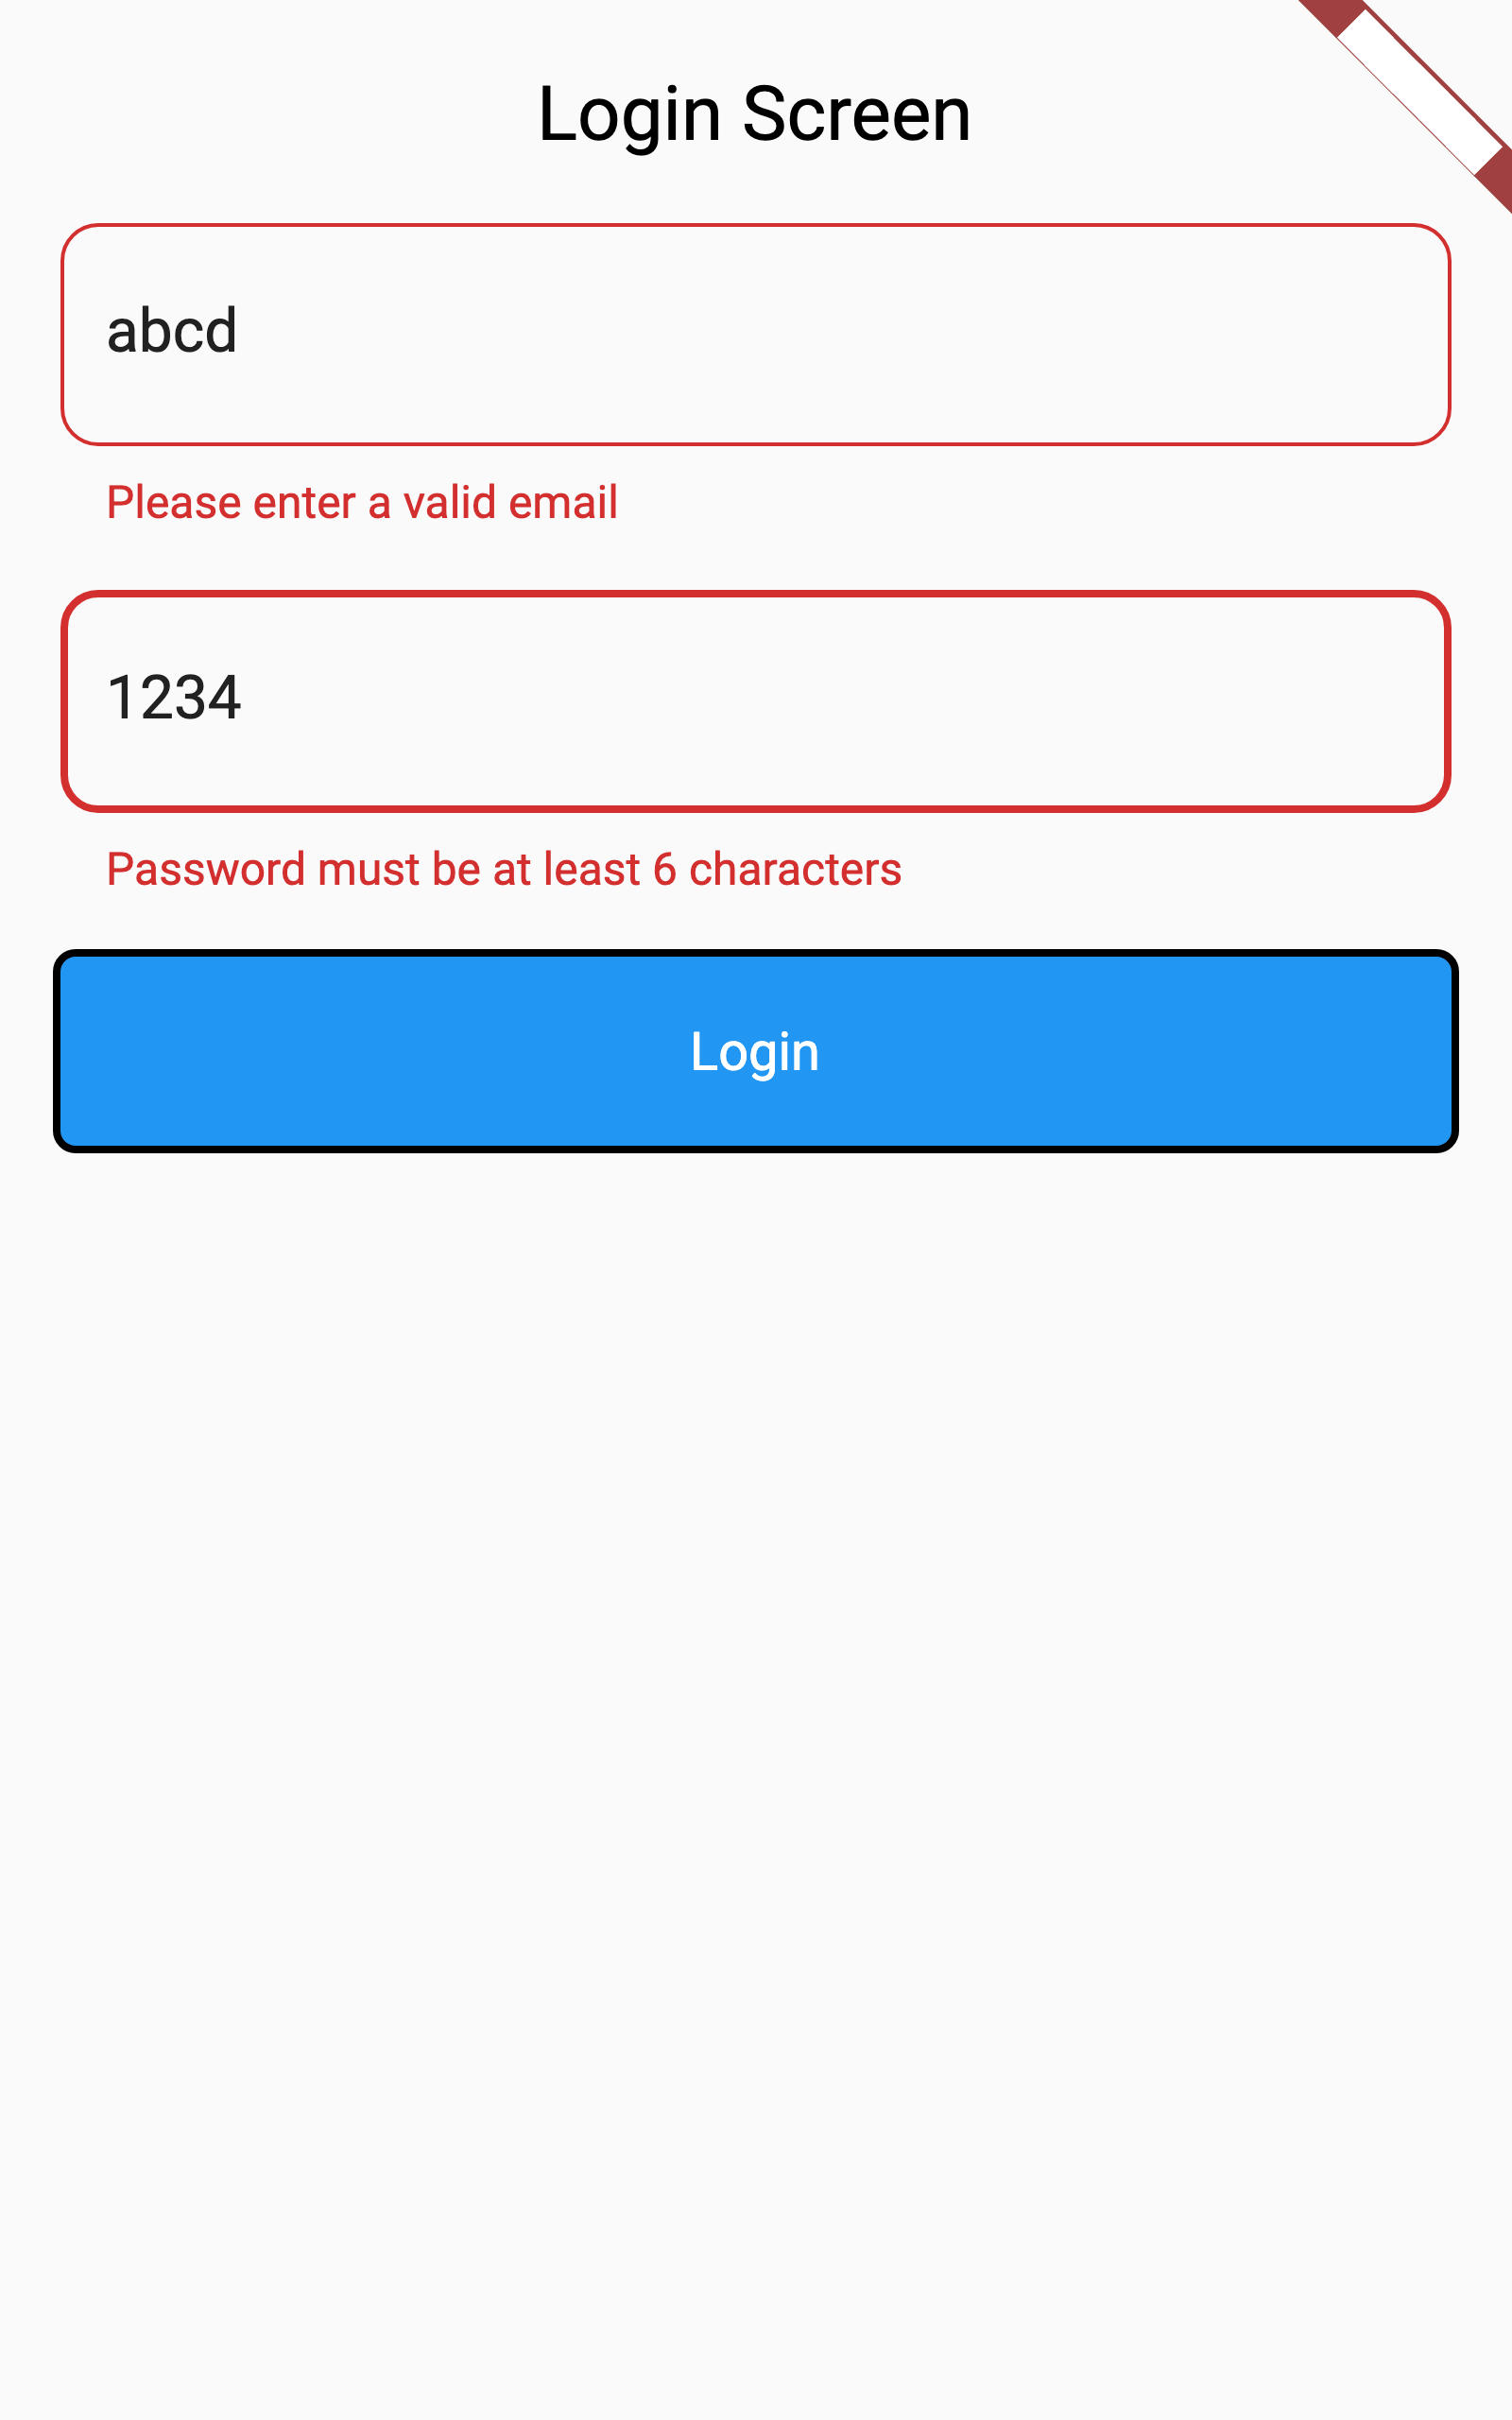 Login Screen
abcd
Please enter a valid email
1234
Password must be at least 6 characters
Login